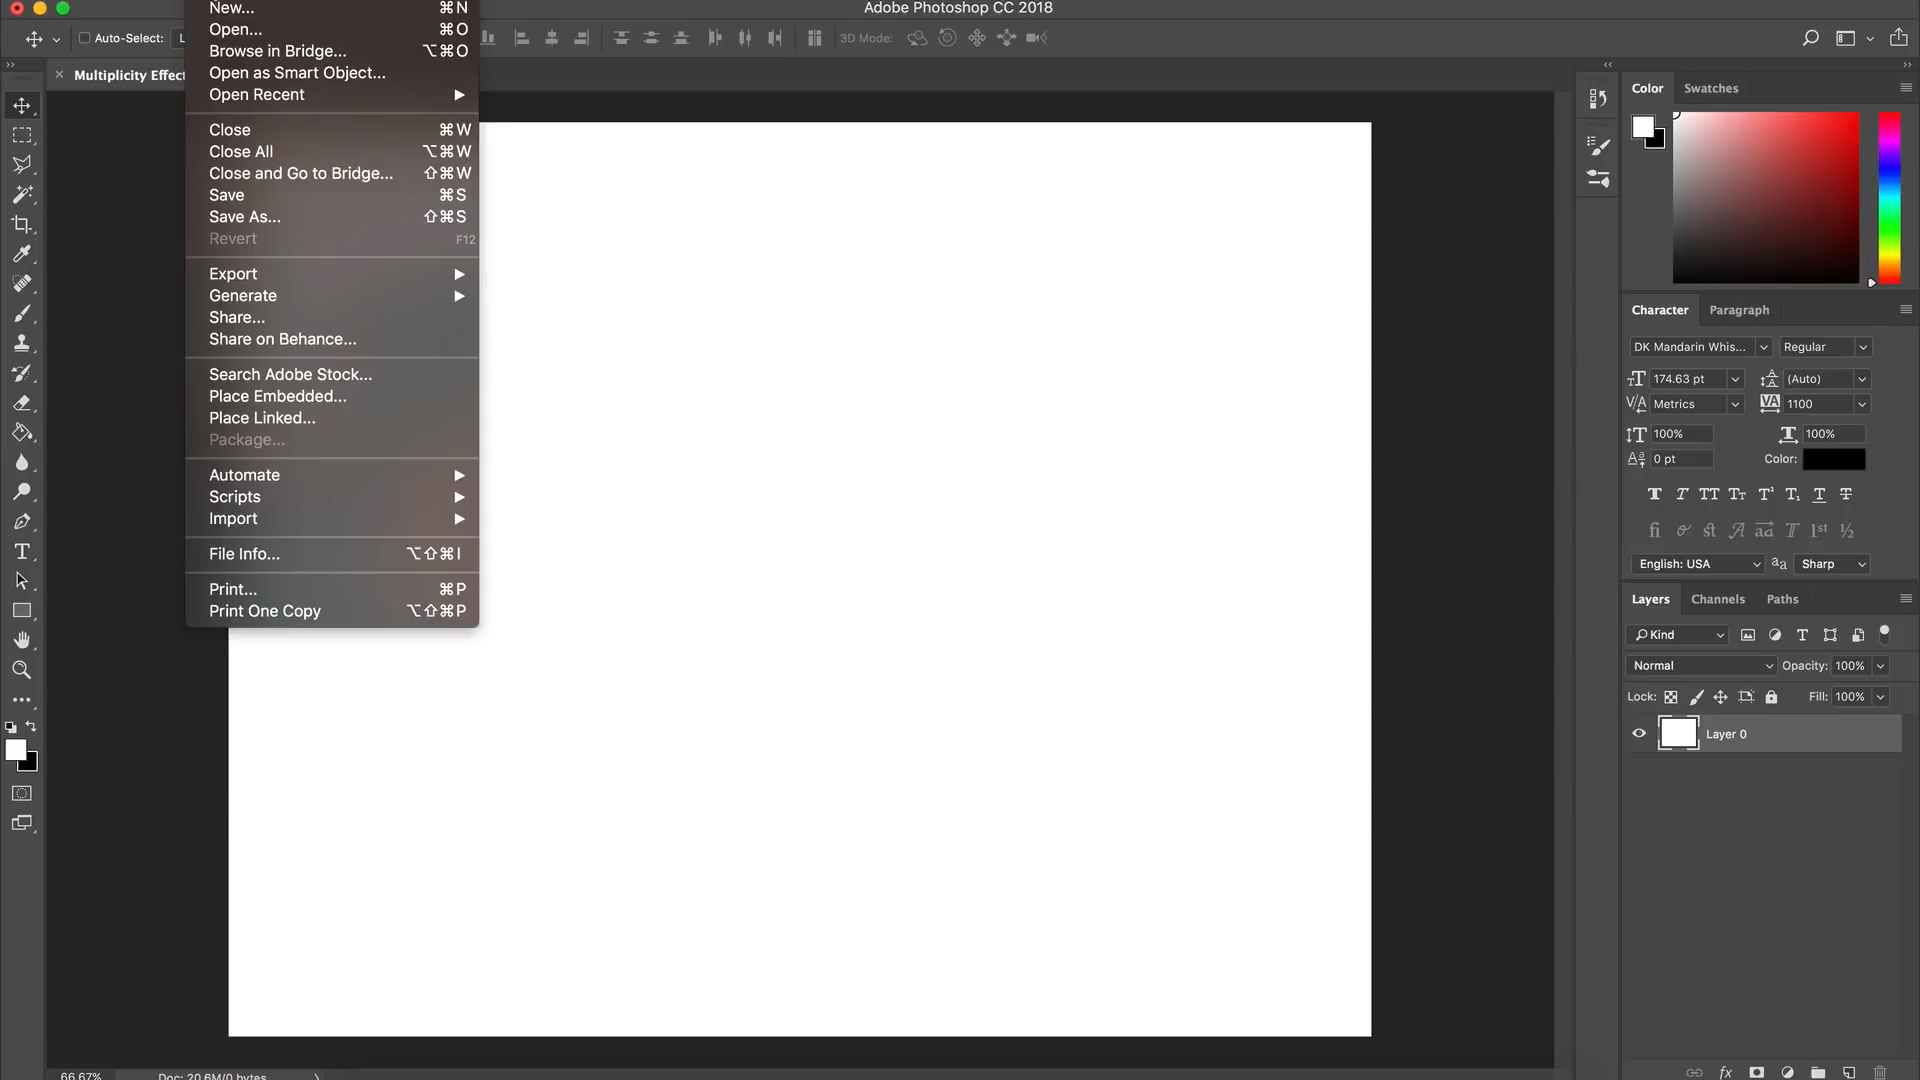 Adobe Photoshop CC 2018
Auto-Select:
3D Mode:
Multiplicity Effect
New... ⌘N
Open... ⌘O
Browse in Bridge... ⌥⌘O
Open as Smart Object...
Open Recent
Close ⌘W
Close All ⌥⌘W
Close and Go to Bridge... ⇧⌘W
Save ⌘S
Save As... ⇧⌘S
Revert F12
Export
Generate
Share...
Share on Behance...
Search Adobe Stock...
Place Embedded...
Place Linked...
Package...
Automate
Scripts
Import
File Info... ⌥⇧⌘I
Print... ⌘P
Print One Copy ⌥⇧⌘P
Color Swatches
Character Paragraph
DK Mandarin Whis... Regular
174.63 pt (Auto)
Metrics 1100
100% 100%
0 pt Color:
English: USA Sharp
Layers Channels Paths
Kind
Normal Opacity: 100%
Lock: Fill: 100%
Layer 0
66.67% Doc: 20.6M/0 bytes